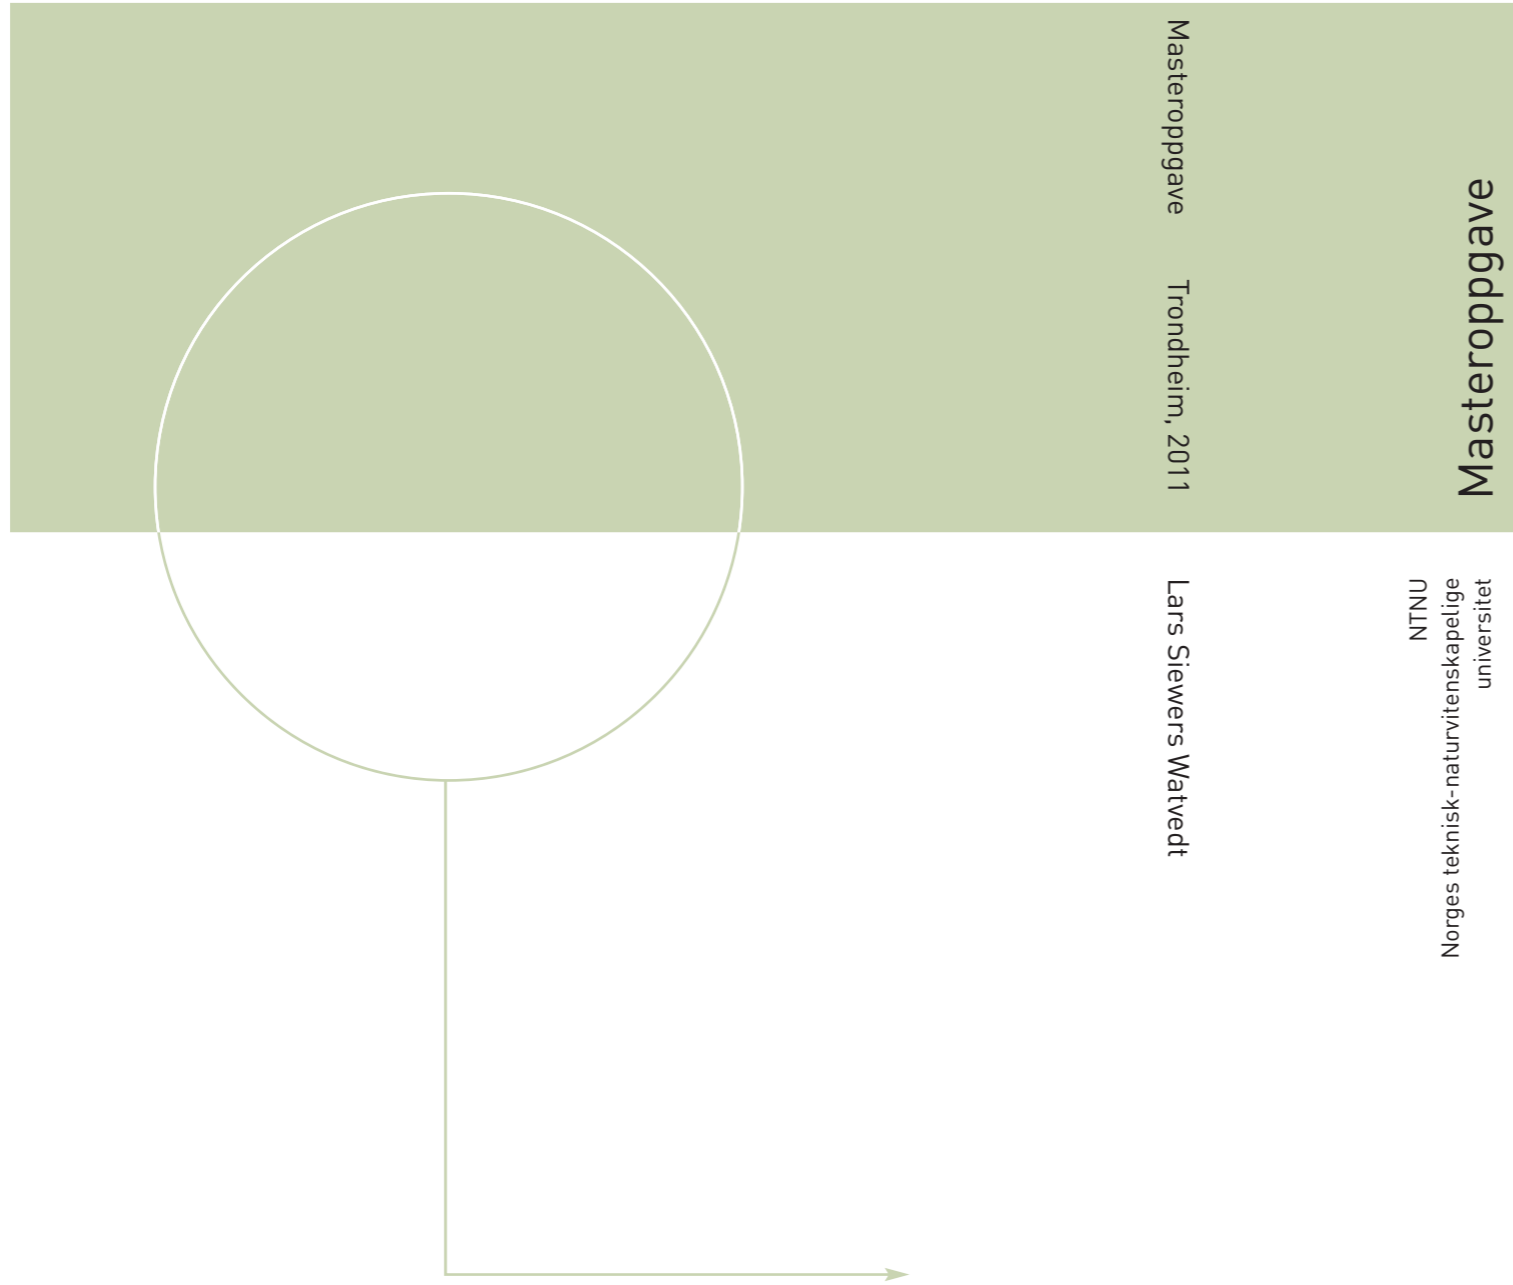 Masteroppgave
Trondheim, 2011
Lars Siewers Watvedt
Masteroppgave
NTNU
Norges teknisk-naturvitenskapelige
universitet